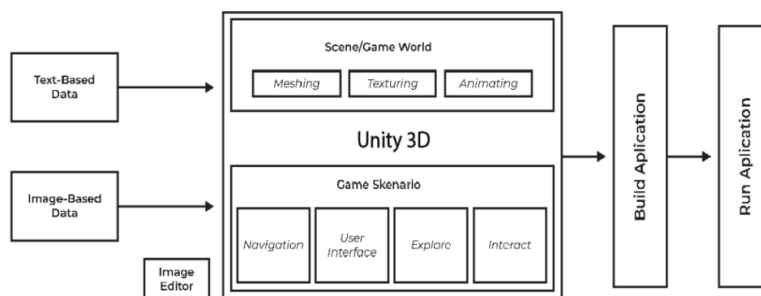 Scene/Game World
Meshing
Texturing
Animating
Text-Based
Data
Unity 3D
Game Skenario
Navigation
User
Interface
Explore
Interact
Image-Based
Data
Image
Editor
Build Aplication
Run Aplication